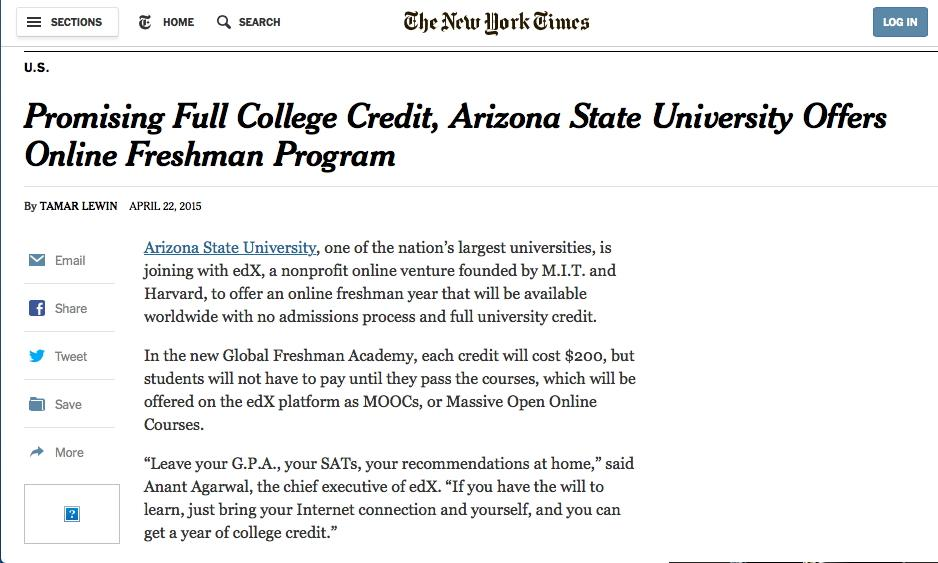 SECTIONS HOME SEARCH The New York Times LOG IN
U.S.
Promising Full College Credit, Arizona State University Offers
Online Freshman Program
By TAMAR LEWIN APRIL 22, 2015
Email
Share
Tweet
Save
More
Arizona State University, one of the nation’s largest universities, is
joining with edX, a nonprofit online venture founded by M.I.T. and
Harvard, to offer an online freshman year that will be available
worldwide with no admissions process and full university credit.
In the new Global Freshman Academy, each credit will cost $200, but
students will not have to pay until they pass the courses, which will be
offered on the edX platform as MOOCs, or Massive Open Online
Courses.
“Leave your G.P.A., your SATs, your recommendations at home,” said
Anant Agarwal, the chief executive of edX. “If you have the will to
learn, just bring your Internet connection and yourself, and you can
get a year of college credit.”